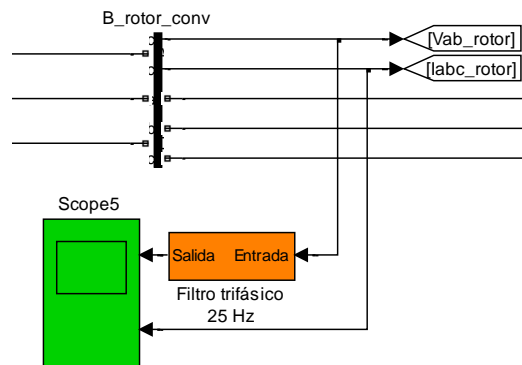 B_rotor_conv
[Vab_rotor]
[Iabc_rotor]
Scope5
Salida Entrada
Filtro trifásico
25 Hz